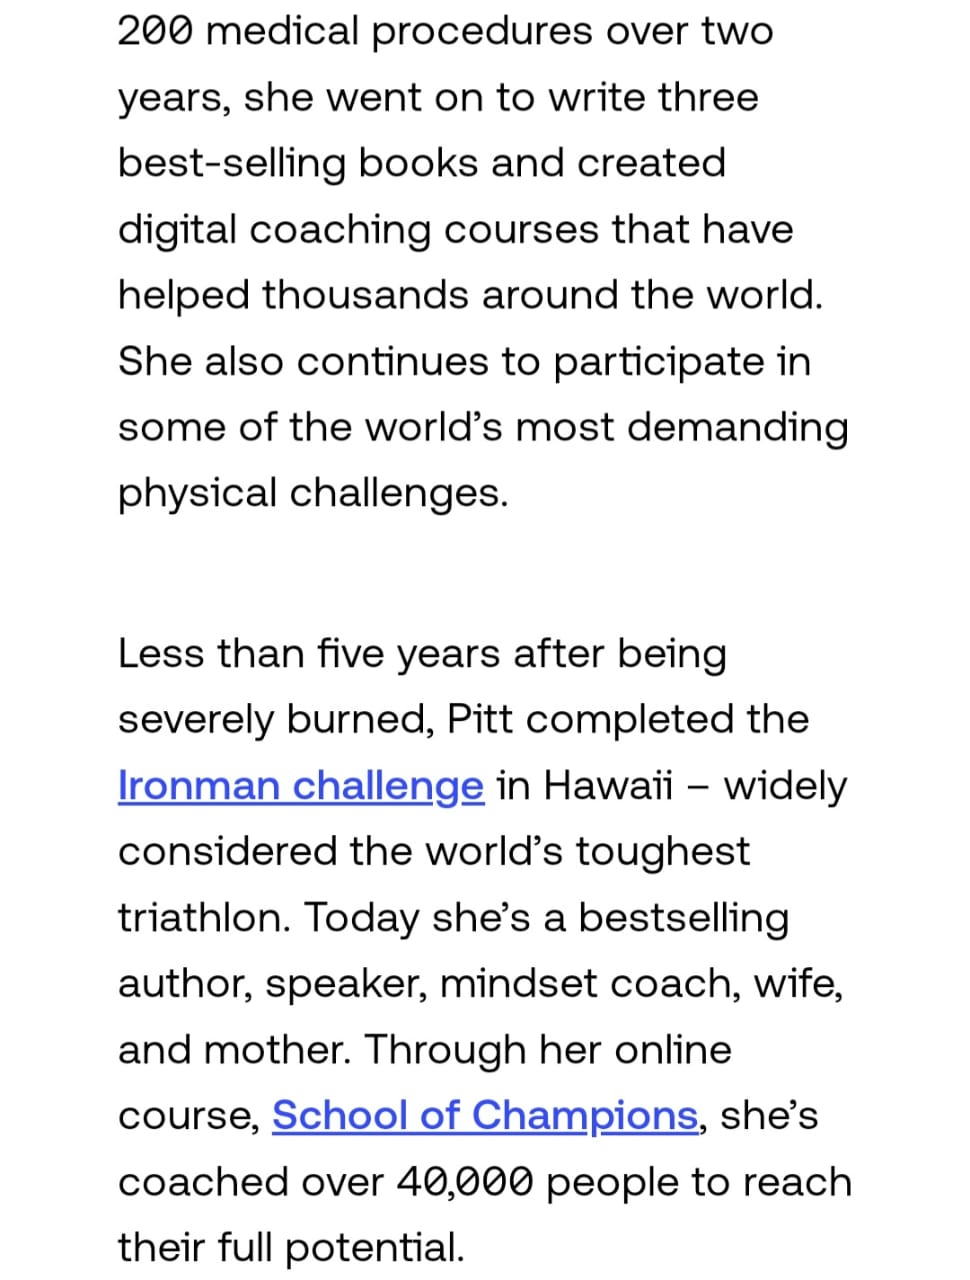 200 medical procedures over two
years, she went on to write three
best-selling books and created
digital coaching courses that have
helped thousands around the world.
She also continues to participate in
some of the world’s most demanding
physical challenges.
Less than five years after being
severely burned, Pitt completed the
Ironman challenge in Hawaii – widely
considered the world’s toughest
triathlon. Today she’s a bestselling
author, speaker, mindset coach, wife,
and mother. Through her online
course, School of Champions, she’s
coached over 40,000 people to reach
their full potential.